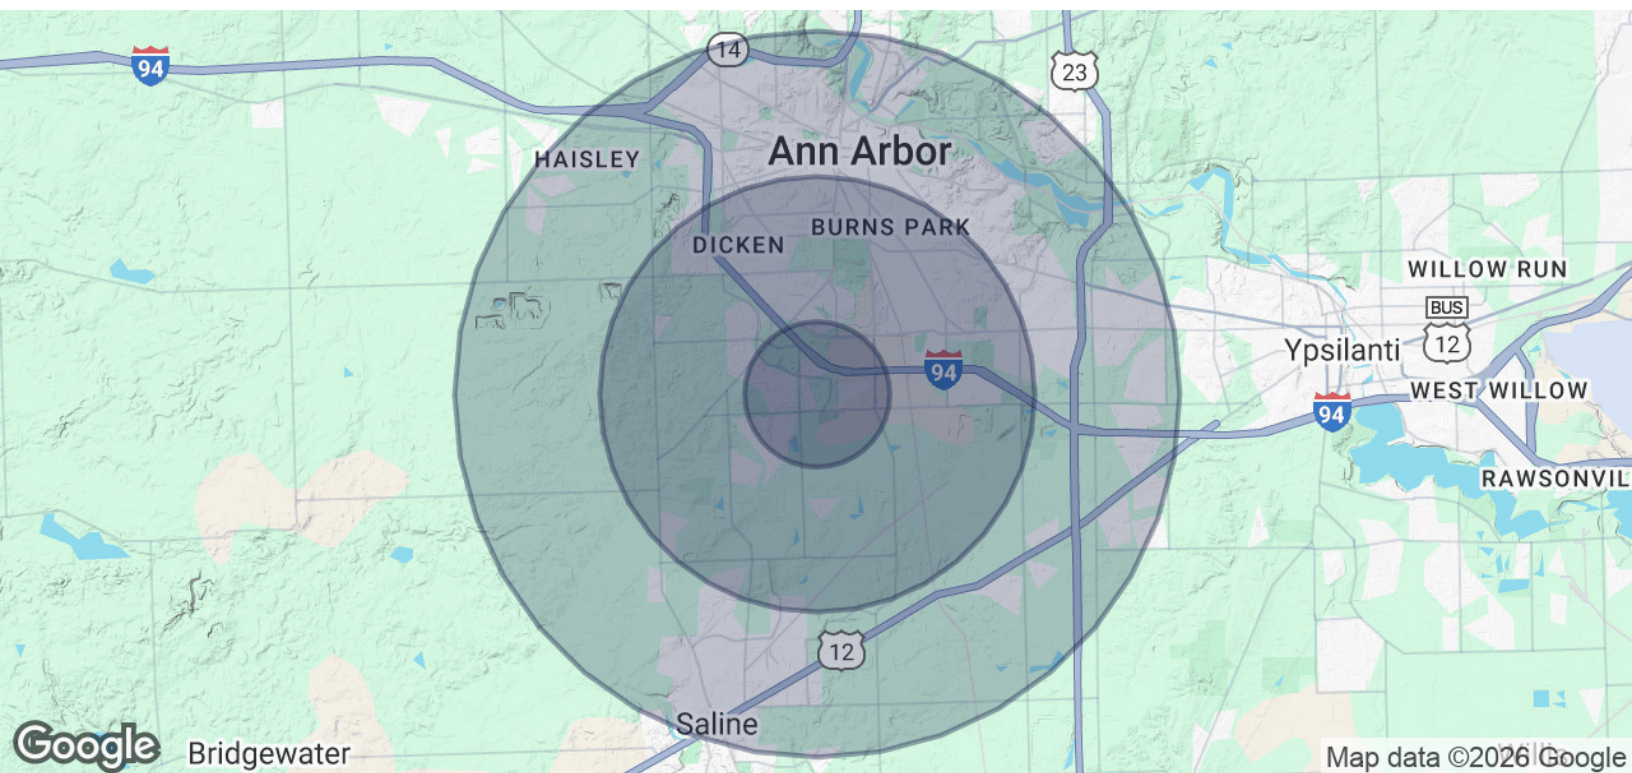 14
94
23
Ann Arbor
HAISLEY
BURNS PARK
DICKEN
WILLOW RUN
BUS
12
Ypsilanti
94
WEST WILLOW
94
RAWSONVIL
12
Saline
Google
Bridgewater
Willis
Map data ©2026 Google